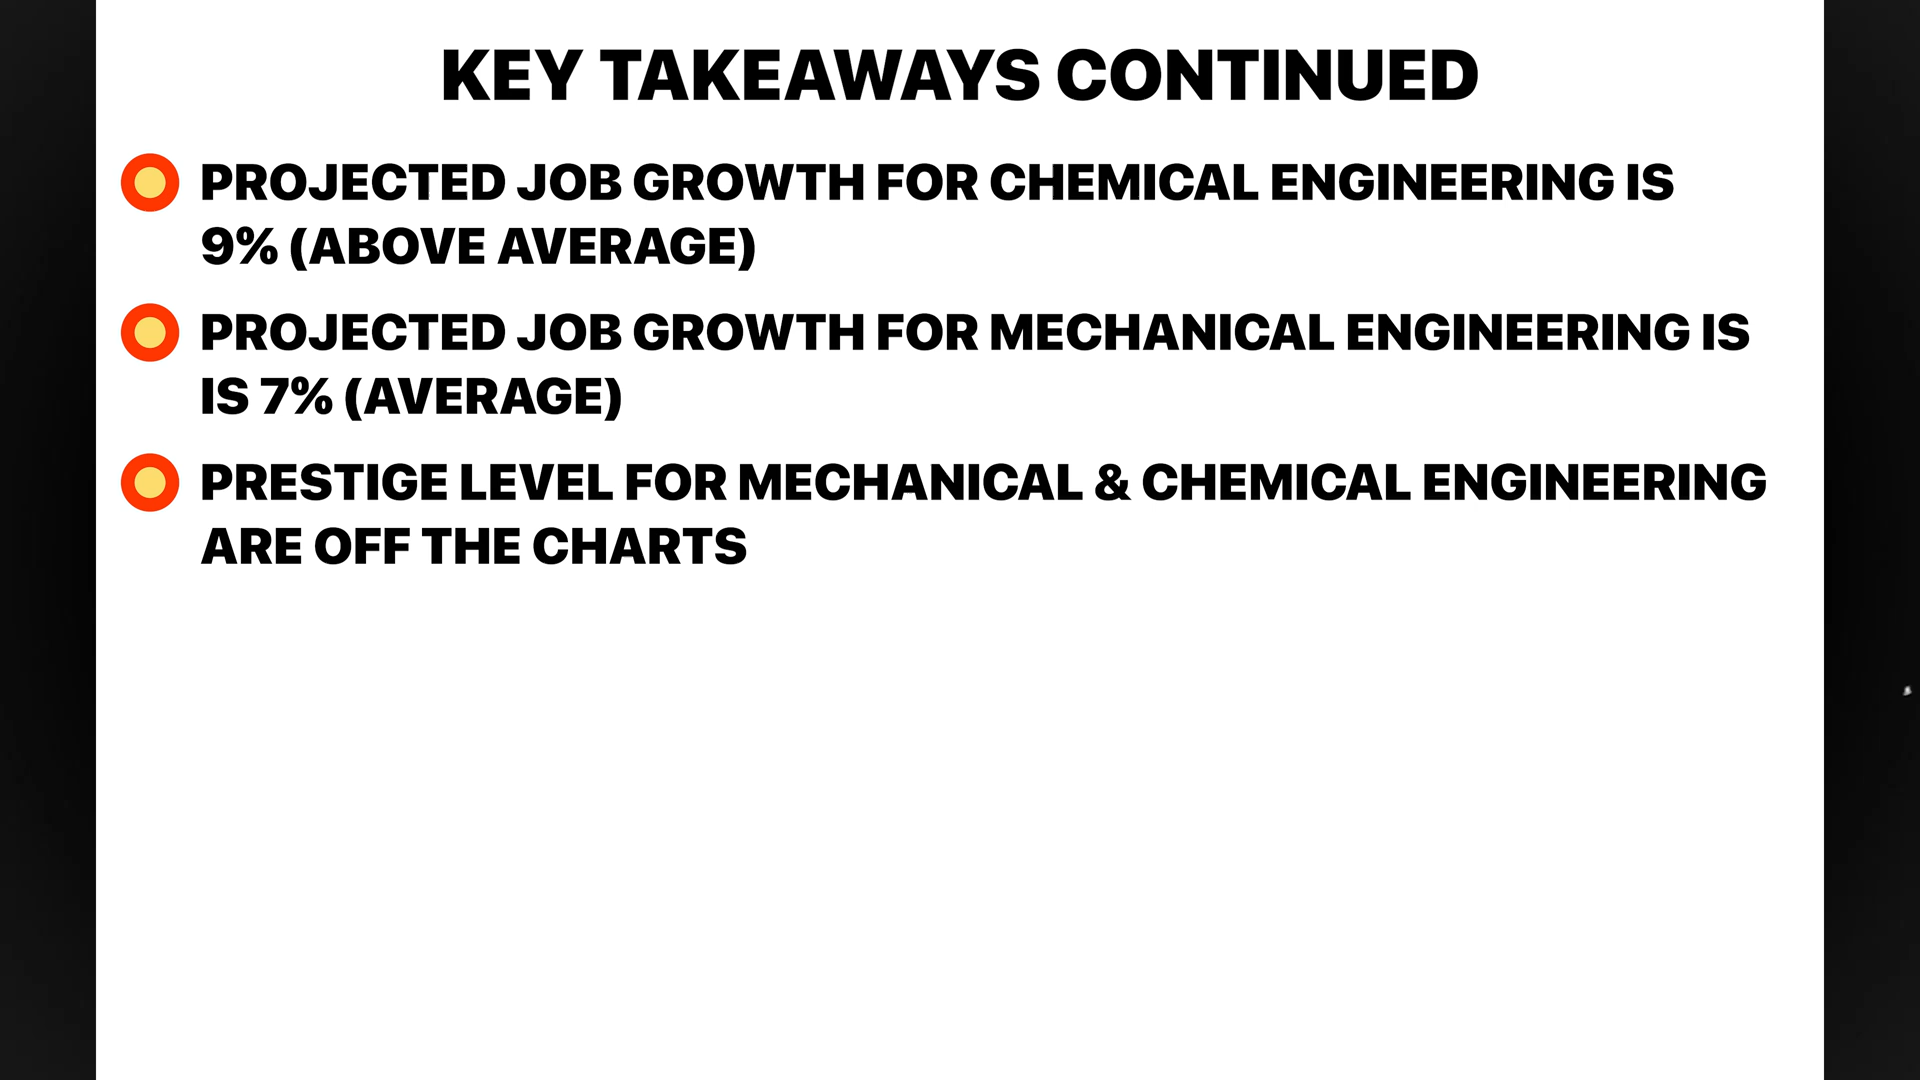 KEY TAKEAWAYS CONTINUED
PROJECTED JOB GROWTH FOR CHEMICAL ENGINEERING IS
9% (ABOVE AVERAGE)
PROJECTED JOB GROWTH FOR MECHANICAL ENGINEERING IS
IS 7% (AVERAGE)
PRESTIGE LEVEL FOR MECHANICAL & CHEMICAL ENGINEERING
ARE OFF THE CHARTS